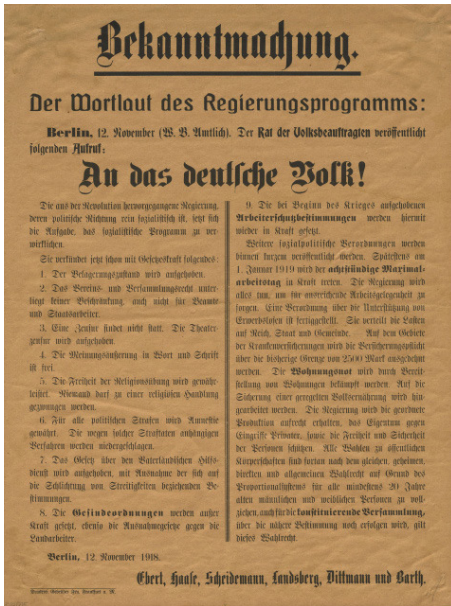 Bekanntmachung.
Der Wortlaut des Regierungsprogramms:
Berlin, 12. November (W. B. Amtlich). Der Rat der Volksbeauftragten veröffentlicht
folgenden Aufruf:
An das deutsche Volk!
Die aus der Revolution hervorgegangene Regierung,
deren politische Richtung rein sozialistisch ist, setzt sich
die Aufgabe, das sozialistische Programm zu ver-
wirklichen.
Sie verkündet jetzt schon mit Gesetzeskraft folgendes:
1. Der Belagerungszustand wird aufgehoben.
2. Das Vereins- und Versammlungsrecht unter-
liegt keiner Beschränkung, auch nicht für Beamte
und Staatsarbeiter.
3. Eine Zensur findet nicht statt. Die Theater-
zensur wird aufgehoben.
4. Die Meinungsäußerung in Wort und Schrift
ist frei.
5. Die Freiheit der Religionsübung wird gewähr-
leistet. Niemand darf zu einer religiösen Handlung
gezwungen werden.
6. Für alle politischen Strafen wird Amnestie
gewährt. Die wegen solcher Straftaten anhängigen
Verfahren werden niedergeschlagen.
7. Das Gesetz über den Vaterländischen Hilfs-
dienst wird aufgehoben, mit Ausnahme der sich auf
die Schlichtung von Streitigkeiten beziehenden Be-
stimmungen.
8. Die Gesindeordnungen werden außer
Kraft gesetzt, ebenso die Ausnahmegesetze gegen die
Landarbeiter.
9. Die bei Beginn des Krieges aufgehobenen
Arbeiterschutzbestimmungen werden hiermit
wieder in Kraft gesetzt.
Weitere sozialpolitische Verordnungen werden
binnen kurzem veröffentlicht werden. Spätestens am
1. Januar 1919 wird der achtstündige Maximal-
arbeitstag in Kraft treten. Die Regierung wird
alles tun, um für ausreichende Arbeitsgelegenheit zu
sorgen. Eine Verordnung über die Unterstützung von
Erwerbslosen ist fertiggestellt. Sie verteilt die Lasten
auf Reich, Staat und Gemeinde. Auf dem Gebiete
der Krankenversicherungen wird die Versicherungspflicht
über die bisherige Grenze von 2500 Mark ausgedehnt
werden. Die Wohnungsnot wird durch Bereit-
stellung von Wohnungen bekämpft werden. Auf die
Sicherung einer geregelten Volksernährung wird hin-
gearbeitet werden. Die Regierung wird die geordnete
Produktion aufrecht erhalten, das Eigentum gegen
Eingriffe Privater, sowie die Freiheit und Sicherheit
der Personen schützen. Alle Wahlen zu öffentlichen
Körperschaften sind fortan nach dem gleichen, geheimen,
direkten und allgemeinen Wahlrecht auf Grund des
Proportionalsystems für alle mindestens 20 Jahre
alten männlichen und weiblichen Personen zu voll-
ziehen, auch für die konstituierende Versammlung,
über die nähere Bestimmung noch erfolgen wird, gilt
dieses Wahlrecht.
Berlin, 12. November 1918.
Ebert, Haase, Scheidemann, Landsberg, Dittmann und Barth.